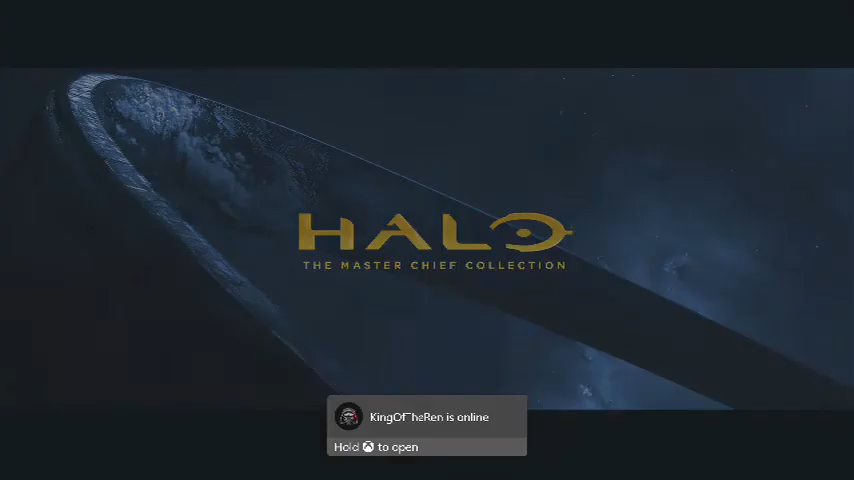 HALO
THE MASTER CHIEF COLLECTION
KingOfTheRen is online
Hold to open